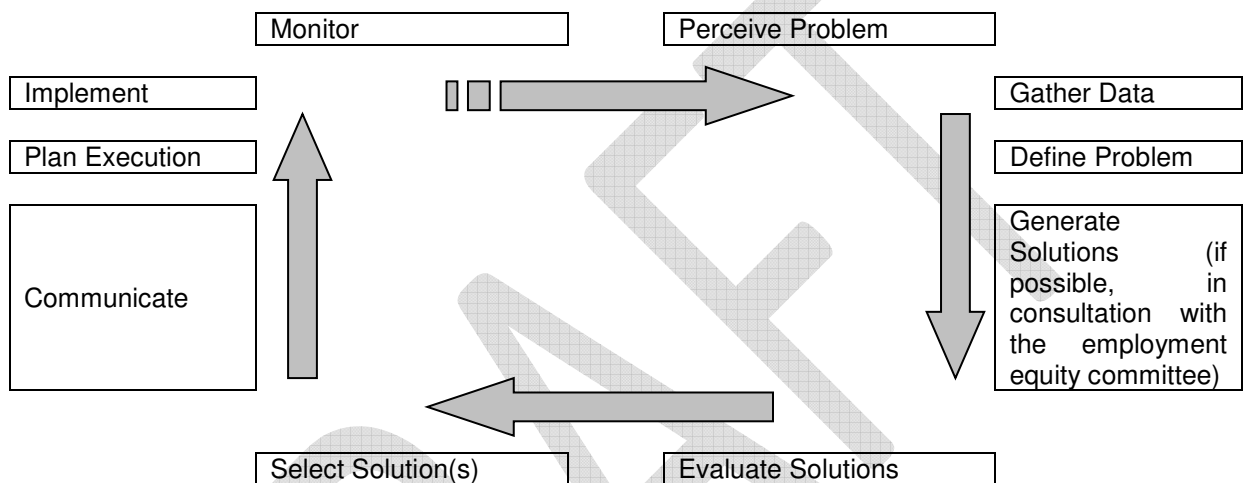 Monitor
Perceive Problem
Implement
Gather Data
Plan Execution
Define Problem
Communicate
Generate
Solutions (if
possible, in
consultation with
the employment
equity committee)
Select Solution(s)
Evaluate Solutions